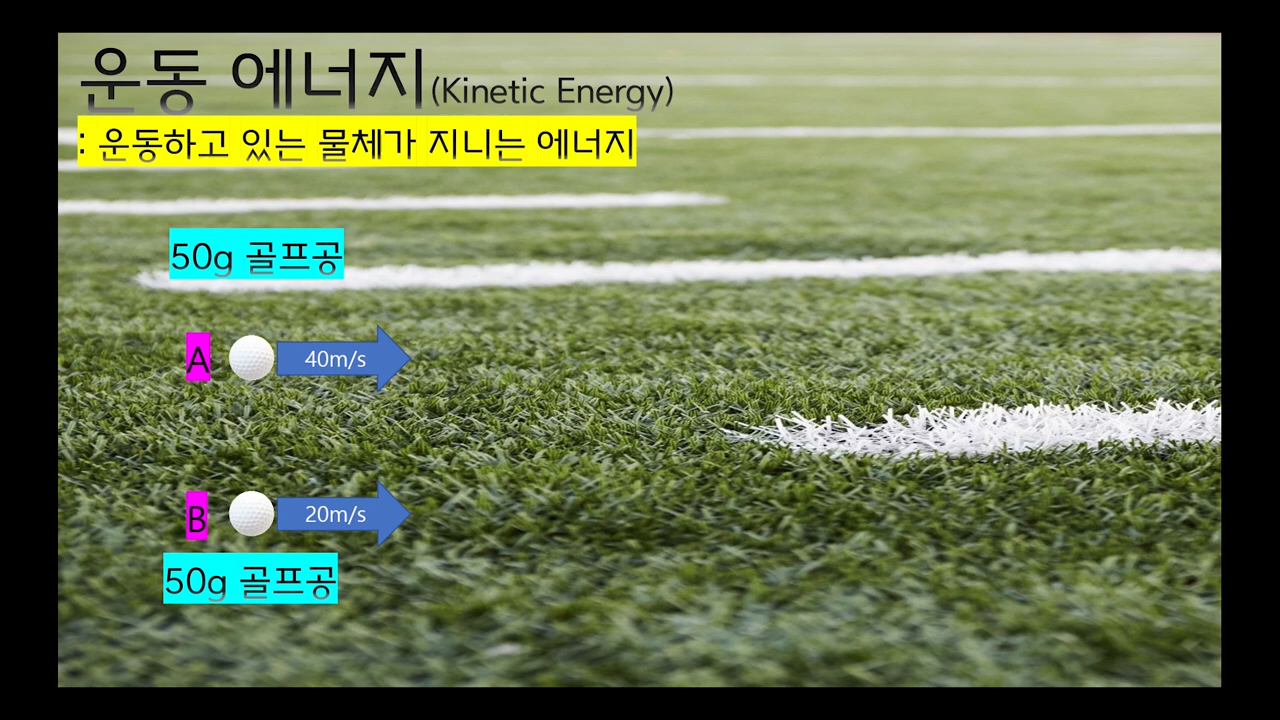 운동 에너지(Kinetic Energy)
: 운동하고 있는 물체가 지니는 에너지
50g 골프공
A 40m/s
B 20m/s
50g 골프공